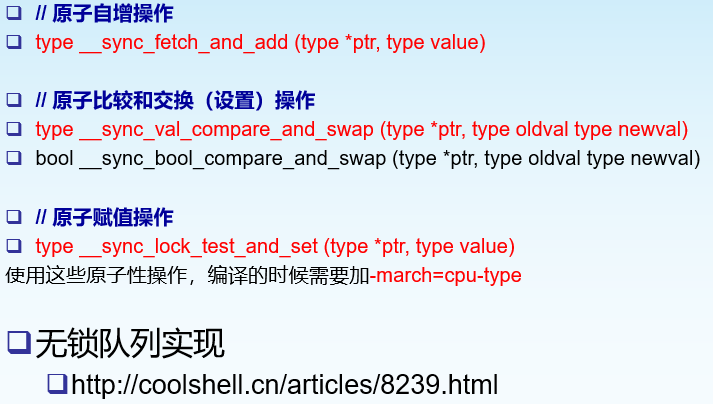 // 原子自增操作
type __sync_fetch_and_add (type *ptr, type value)
// 原子比较和交换（设置）操作
type __sync_val_compare_and_swap (type *ptr, type oldval type newval)
bool __sync_bool_compare_and_swap (type *ptr, type oldval type newval)
// 原子赋值操作
type __sync_lock_test_and_set (type *ptr, type value)
使用这些原子性操作，编译的时候需要加-march=cpu-type
无锁队列实现
http://coolshell.cn/articles/8239.html